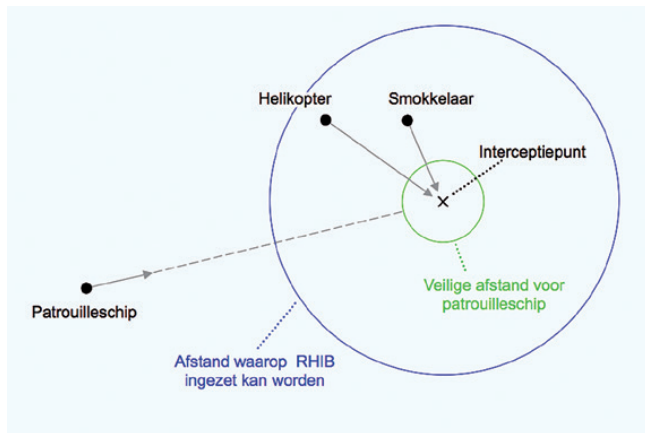 Helikopter
Smokkelaar
Interceptiepunt
Veilige afstand voor
patrouilleschip
Patrouilleschip
Afstand waarop RHIB
ingezet kan worden